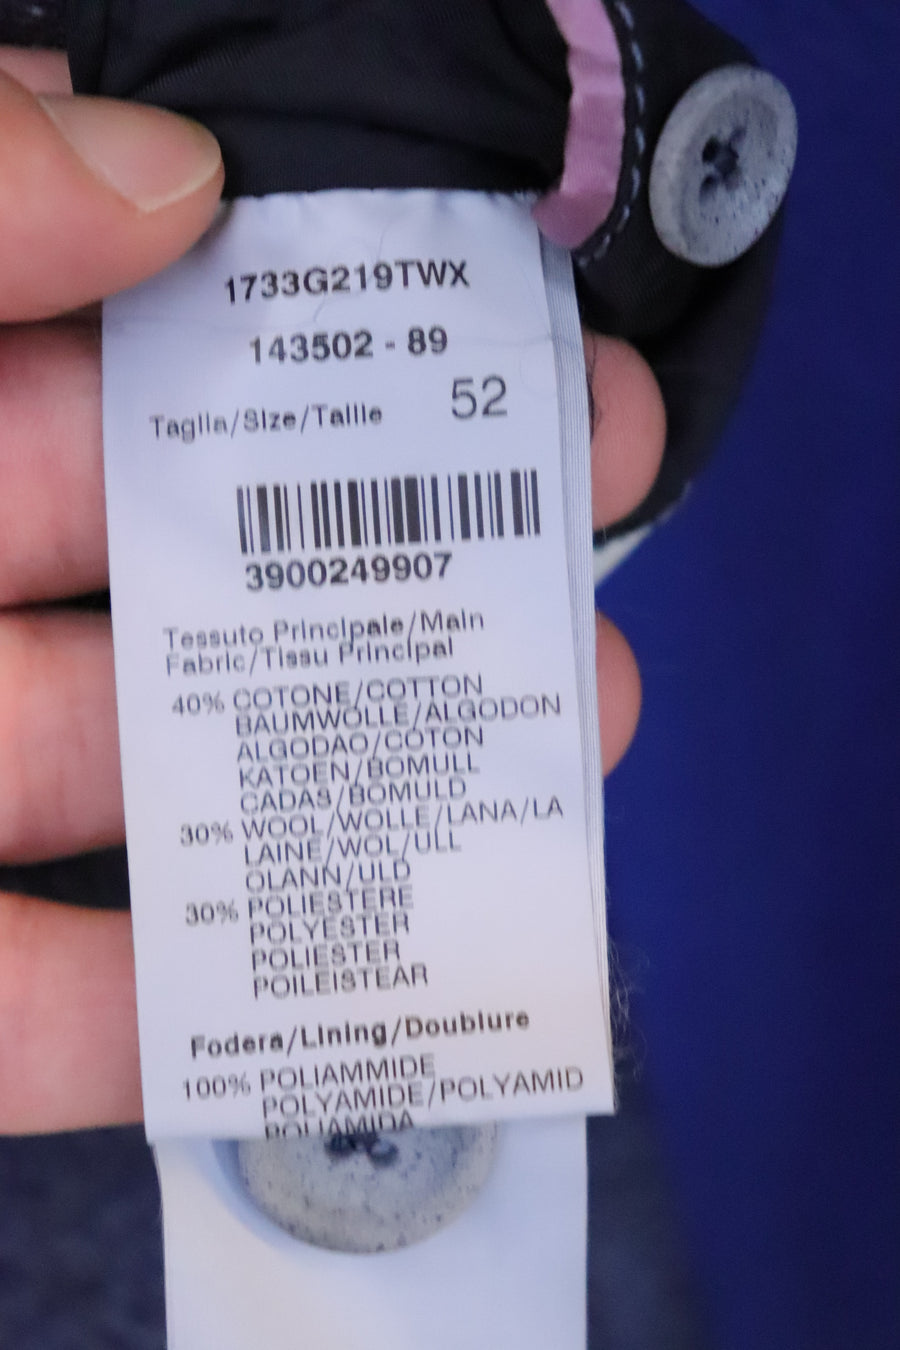 1733G219TWX
143502 - 89
Taglia/Size/Taille 52
3900249907
Tessuto Principale/Main
Fabric/Tissu Principal
40% COTONE/COTTON
BAUMWOLLE/ALGODON
ALGODAO/COTON
KATOEN/BOMULL
CADAS/BOMULD
30% WOOL/WOLLE/LANA/LA
LAINE/WOL/ULL
OLANN/ULD
30% POLIESTERE
POLYESTER
POLIESTER
POILEISTEAR
Fodera/Lining/Doublure
100% POLIAMMIDE
POLYAMIDE/POLYAMID
POLIAMIDA